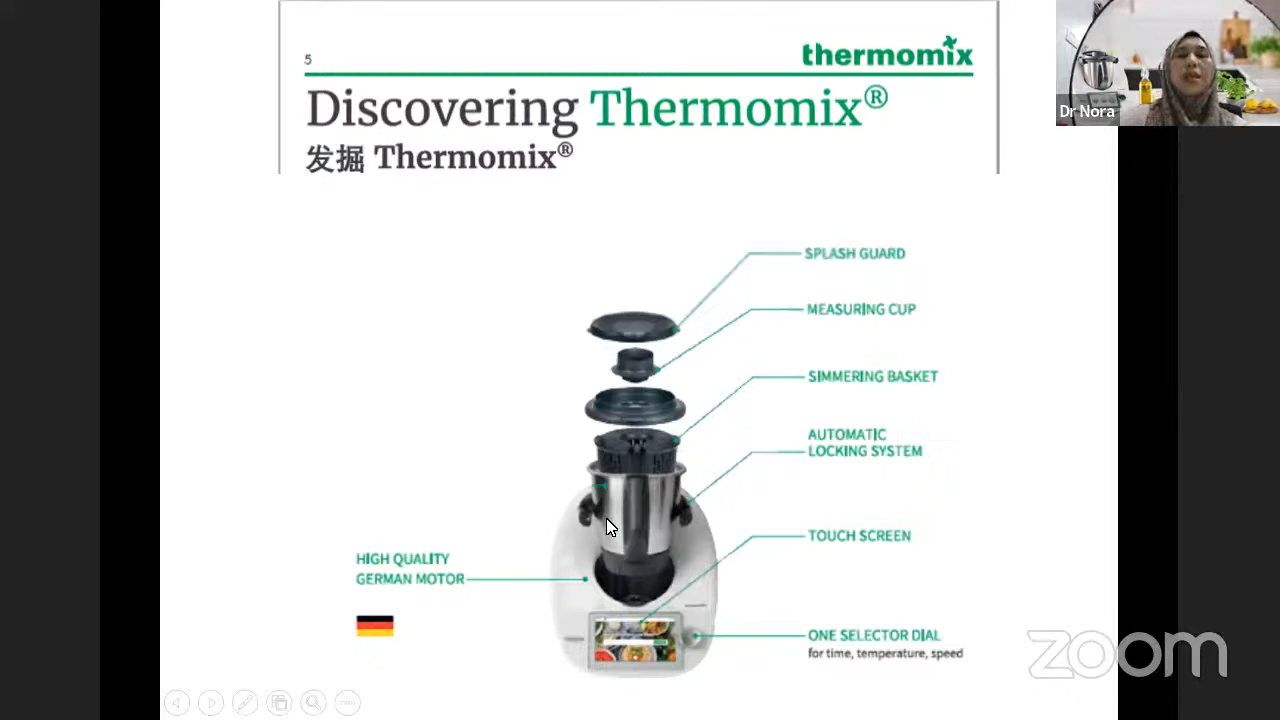 5
thermomix
Discovering Thermomix®
发掘 Thermomix®
Dr Nora
SPLASH GUARD
MEASURING CUP
SIMMERING BASKET
AUTOMATIC
LOCKING SYSTEM
TOUCH SCREEN
HIGH QUALITY
GERMAN MOTOR
ONE SELECTOR DIAL
for time, temperature, speed
zoom